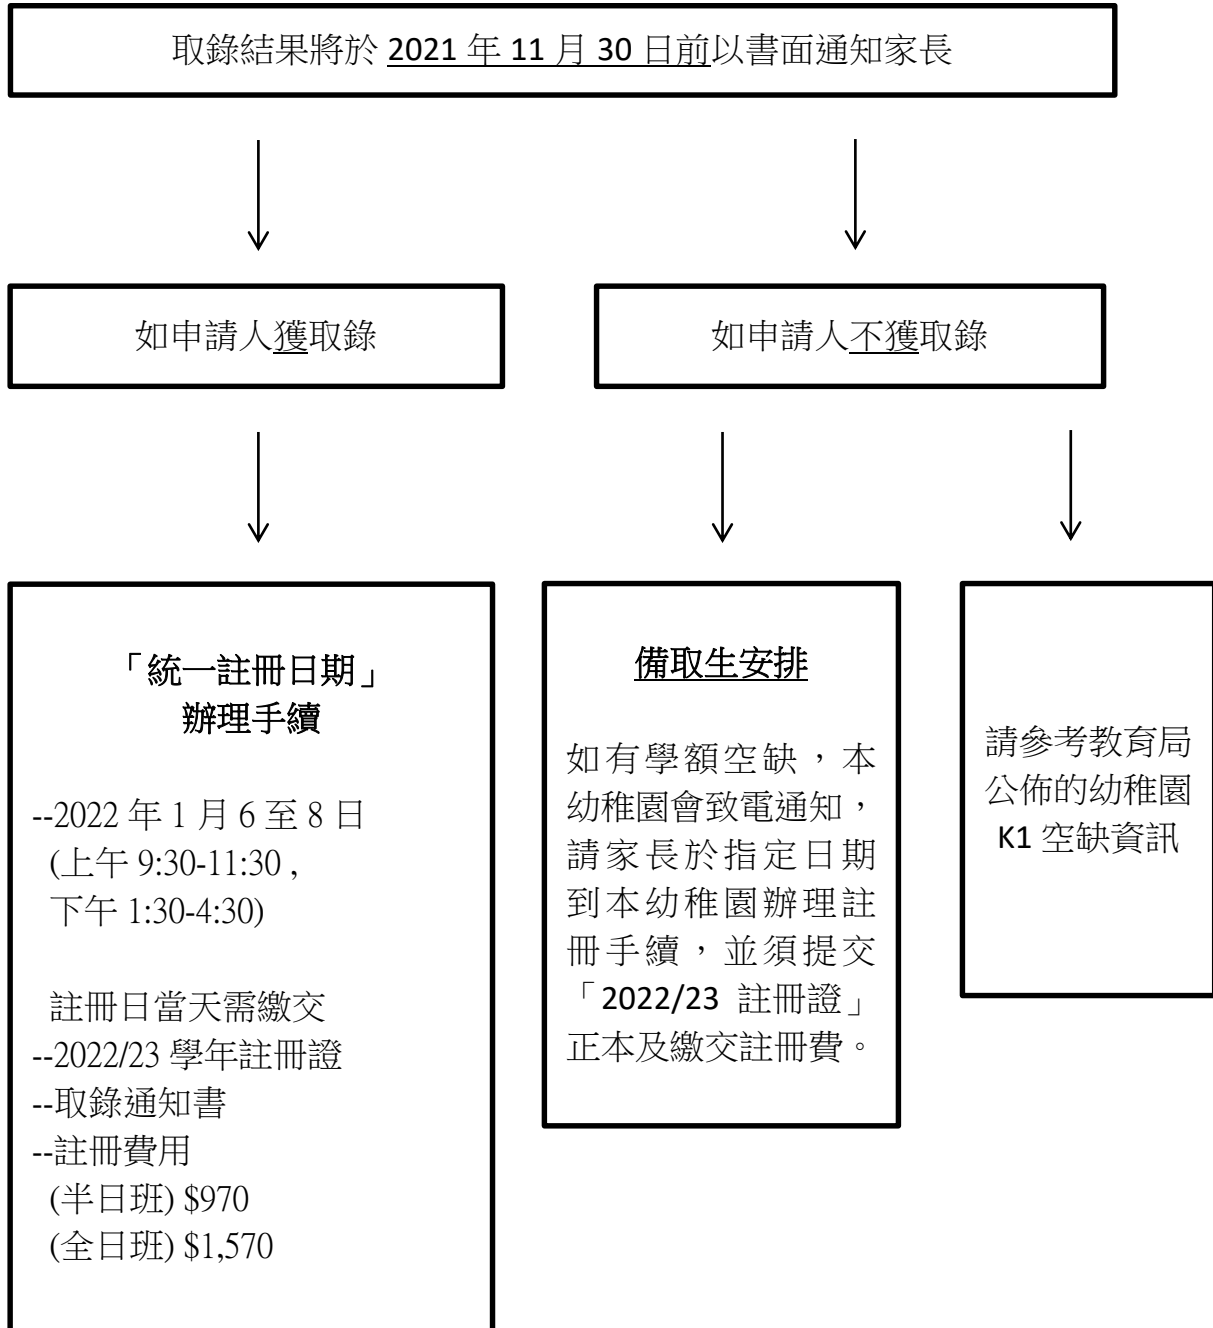 取錄結果將於 2021 年 11 月 30 日前以書面通知家長
如申請人獲取錄
如申請人不獲取錄
「統一註冊日期」
辦理手續
--2022 年 1 月 6 至 8 日
(上午 9:30-11:30 ,
下午 1:30-4:30)
註冊日當天需繳交
--2022/23 學年註冊證
--取錄通知書
--註冊費用
(半日班) $970
(全日班) $1,570
備取生安排
如有學額空缺，本
幼稚園會致電通知，
請家長於指定日期
到本幼稚園辦理註
冊手續，並須提交
「2022/23 註冊證」
正本及繳交註冊費。
請參考教育局
公佈的幼稚園
K1 空缺資訊